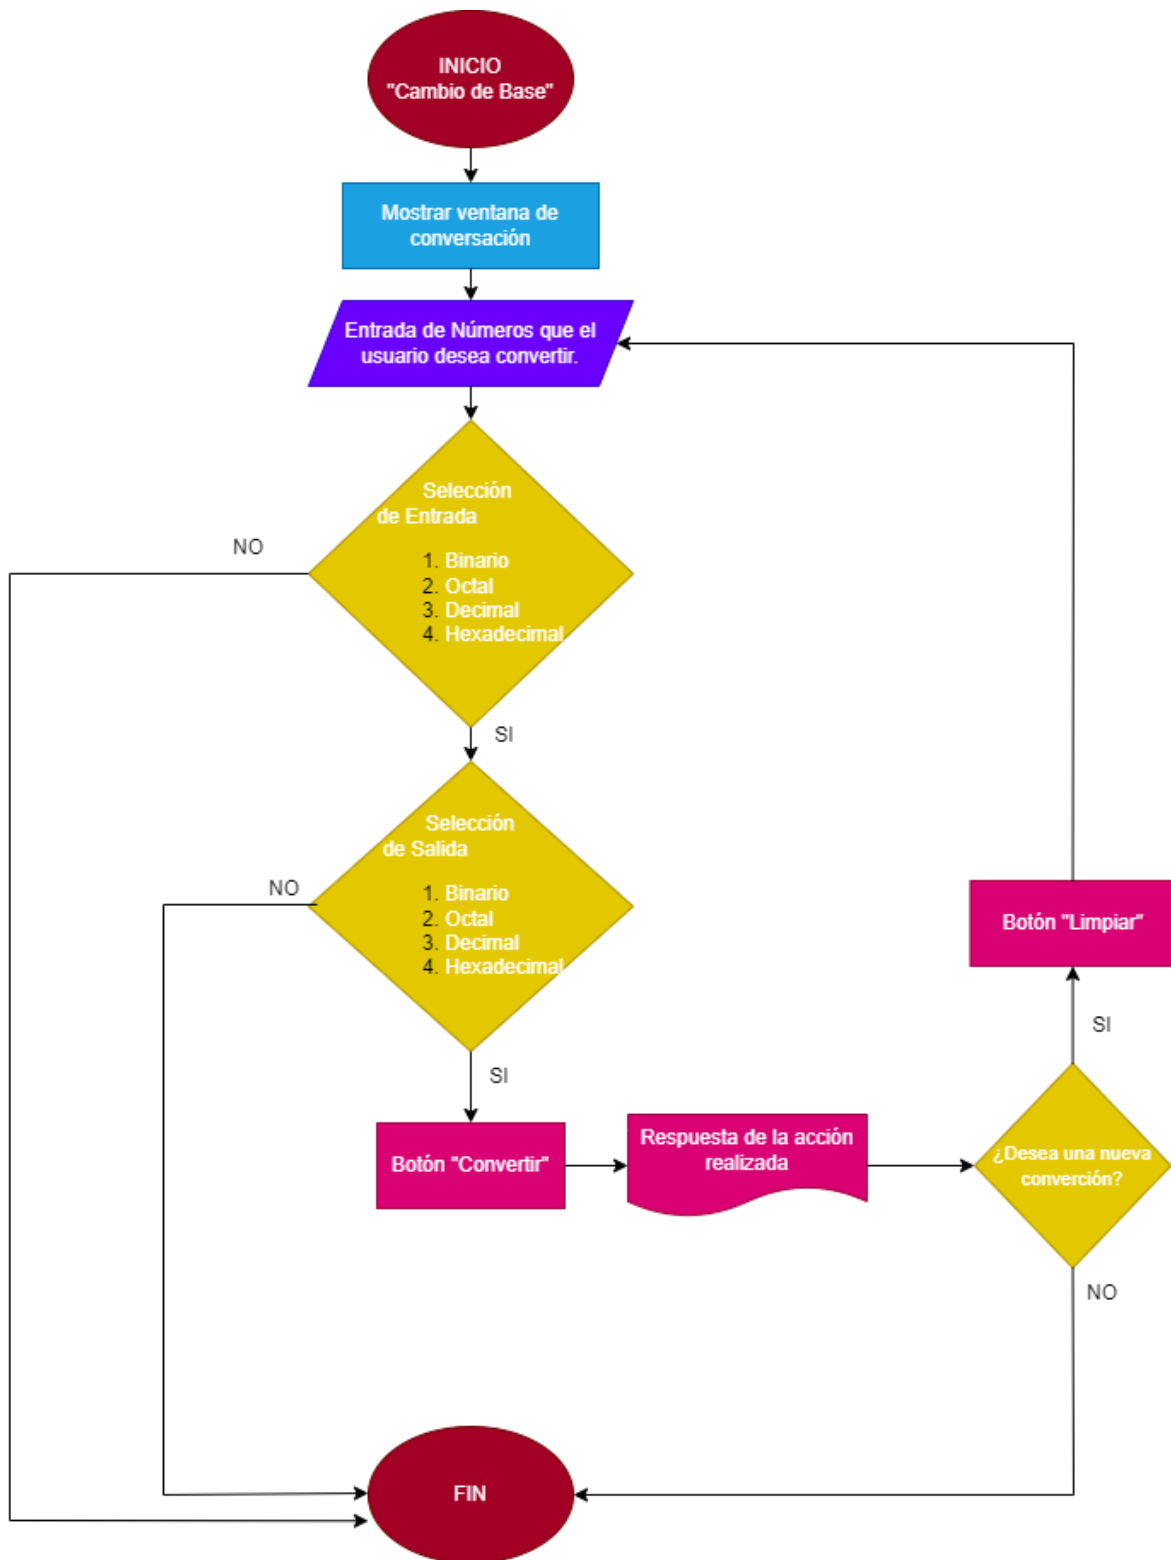 INICIO
"Cambio de Base"
Mostrar ventana de
conversación
Entrada de Números que el
usuario desea convertir.
Selección
de Entrada
NO
1. Binario
2. Octal
3. Decimal
4. Hexadecimal
SI
Selección
de Salida
NO
1. Binario
2. Octal
3. Decimal
4. Hexadecimal
SI
Botón "Convertir"
Respuesta de la acción
realizada
¿Desea una nueva
converción?
SI
Botón "Limpiar"
NO
FIN